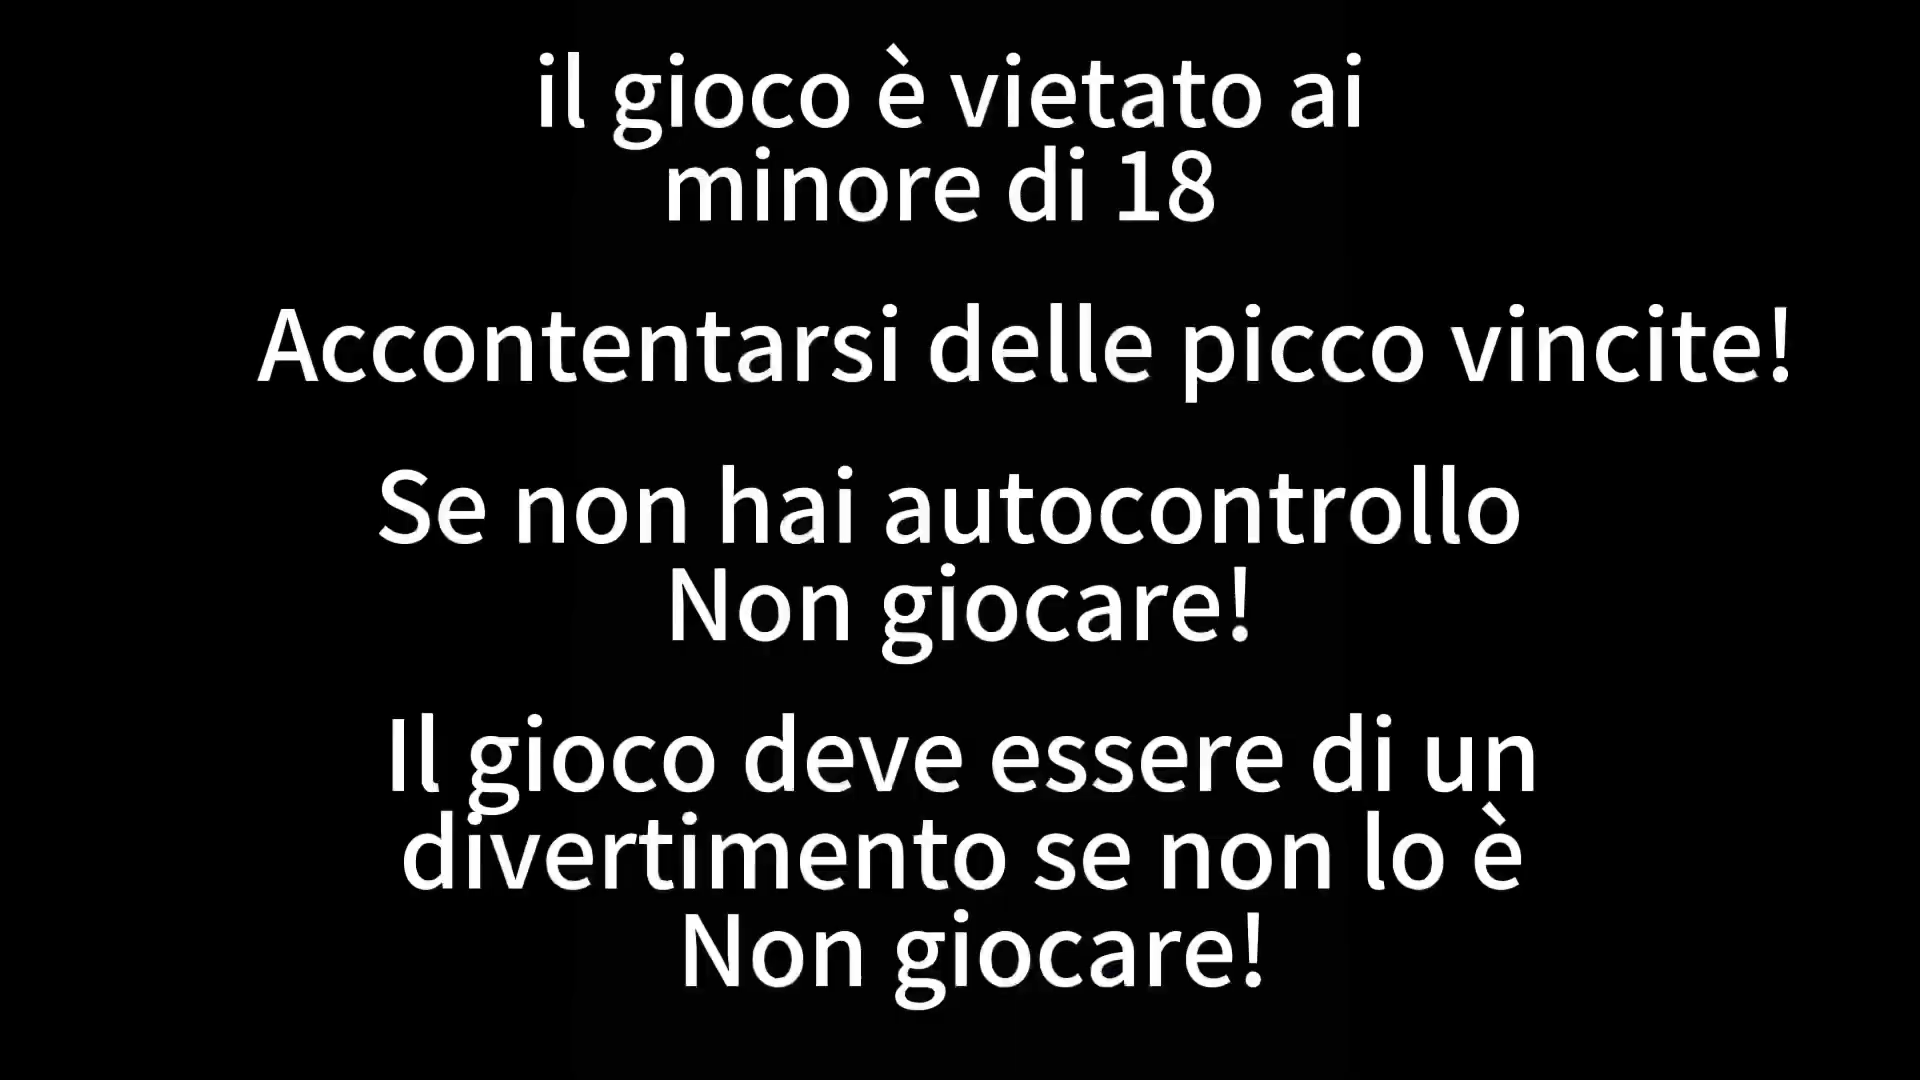 il gioco è vietato ai
minore di 18
Accontentarsi delle picco vincite!
Se non hai autocontrollo
Non giocare!
Il gioco deve essere di un
divertimento se non lo è
Non giocare!